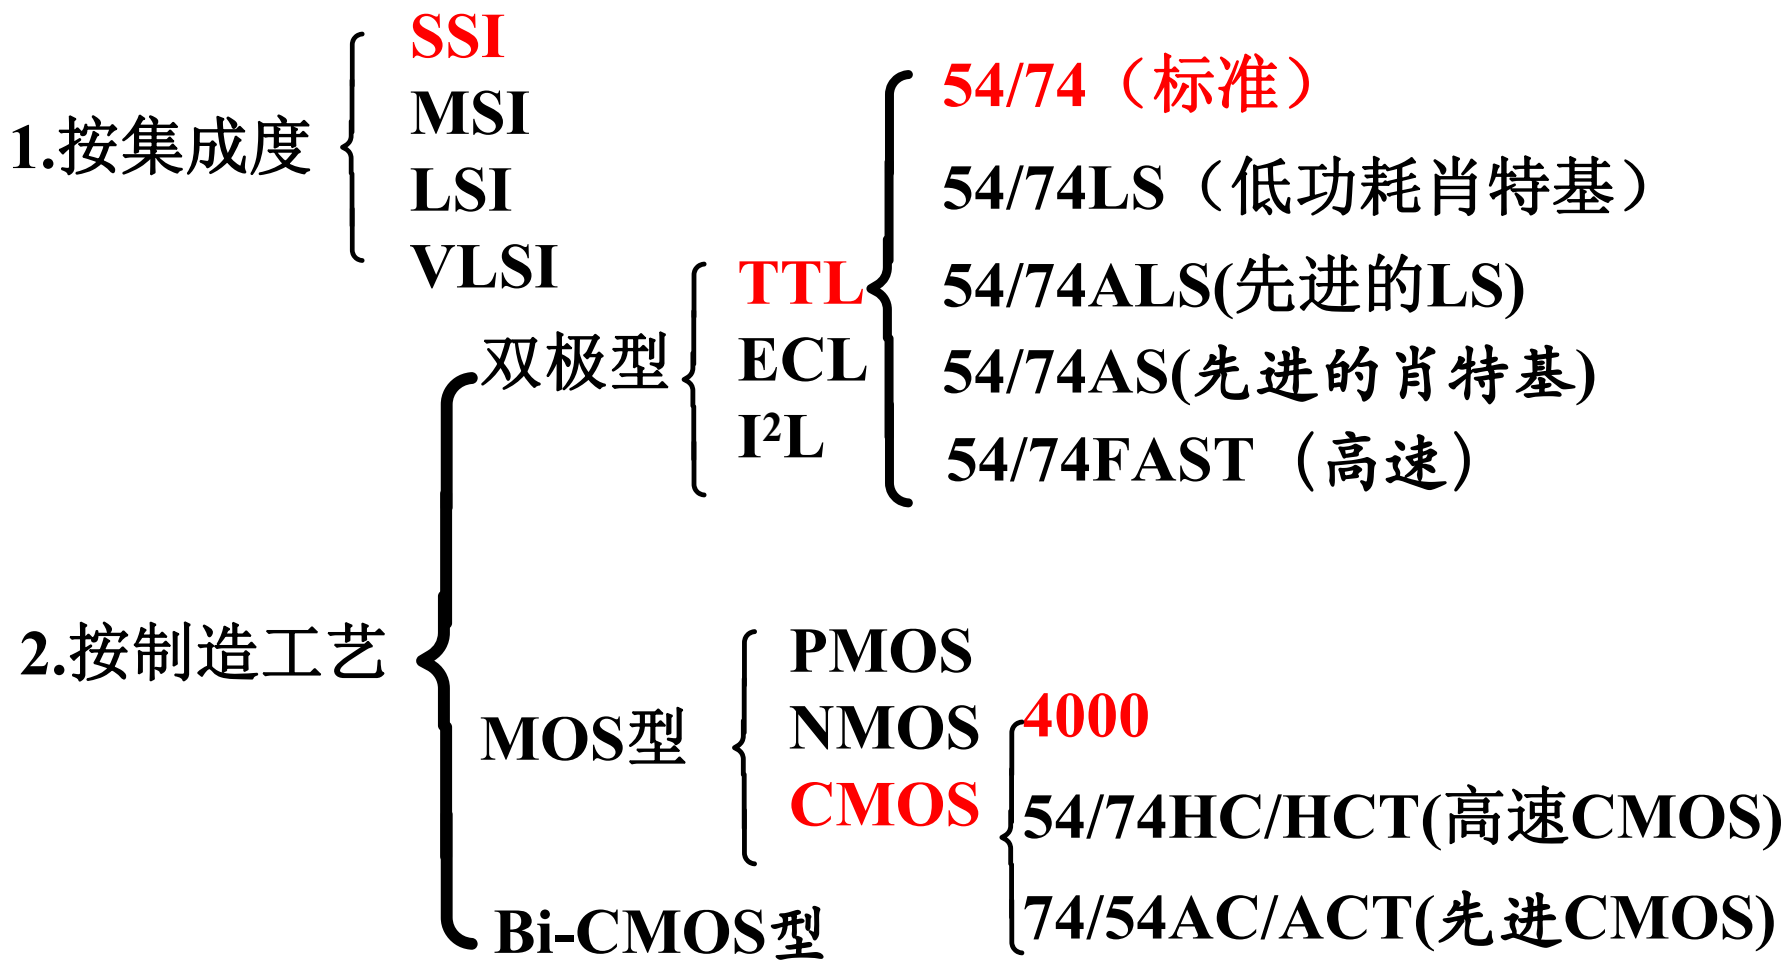 1.按集成度
SSI
MSI
LSI
VLSI
2.按制造工艺
双极型
TTL
54/74（标准）
54/74LS（低功耗肖特基）
54/74ALS(先进的LS)
54/74AS(先进的肖特基)
54/74FAST（高速）
ECL
I²L
MOS型
PMOS
NMOS
CMOS
4000
54/74HC/HCT(高速CMOS)
74/54AC/ACT(先进CMOS)
Bi-CMOS型